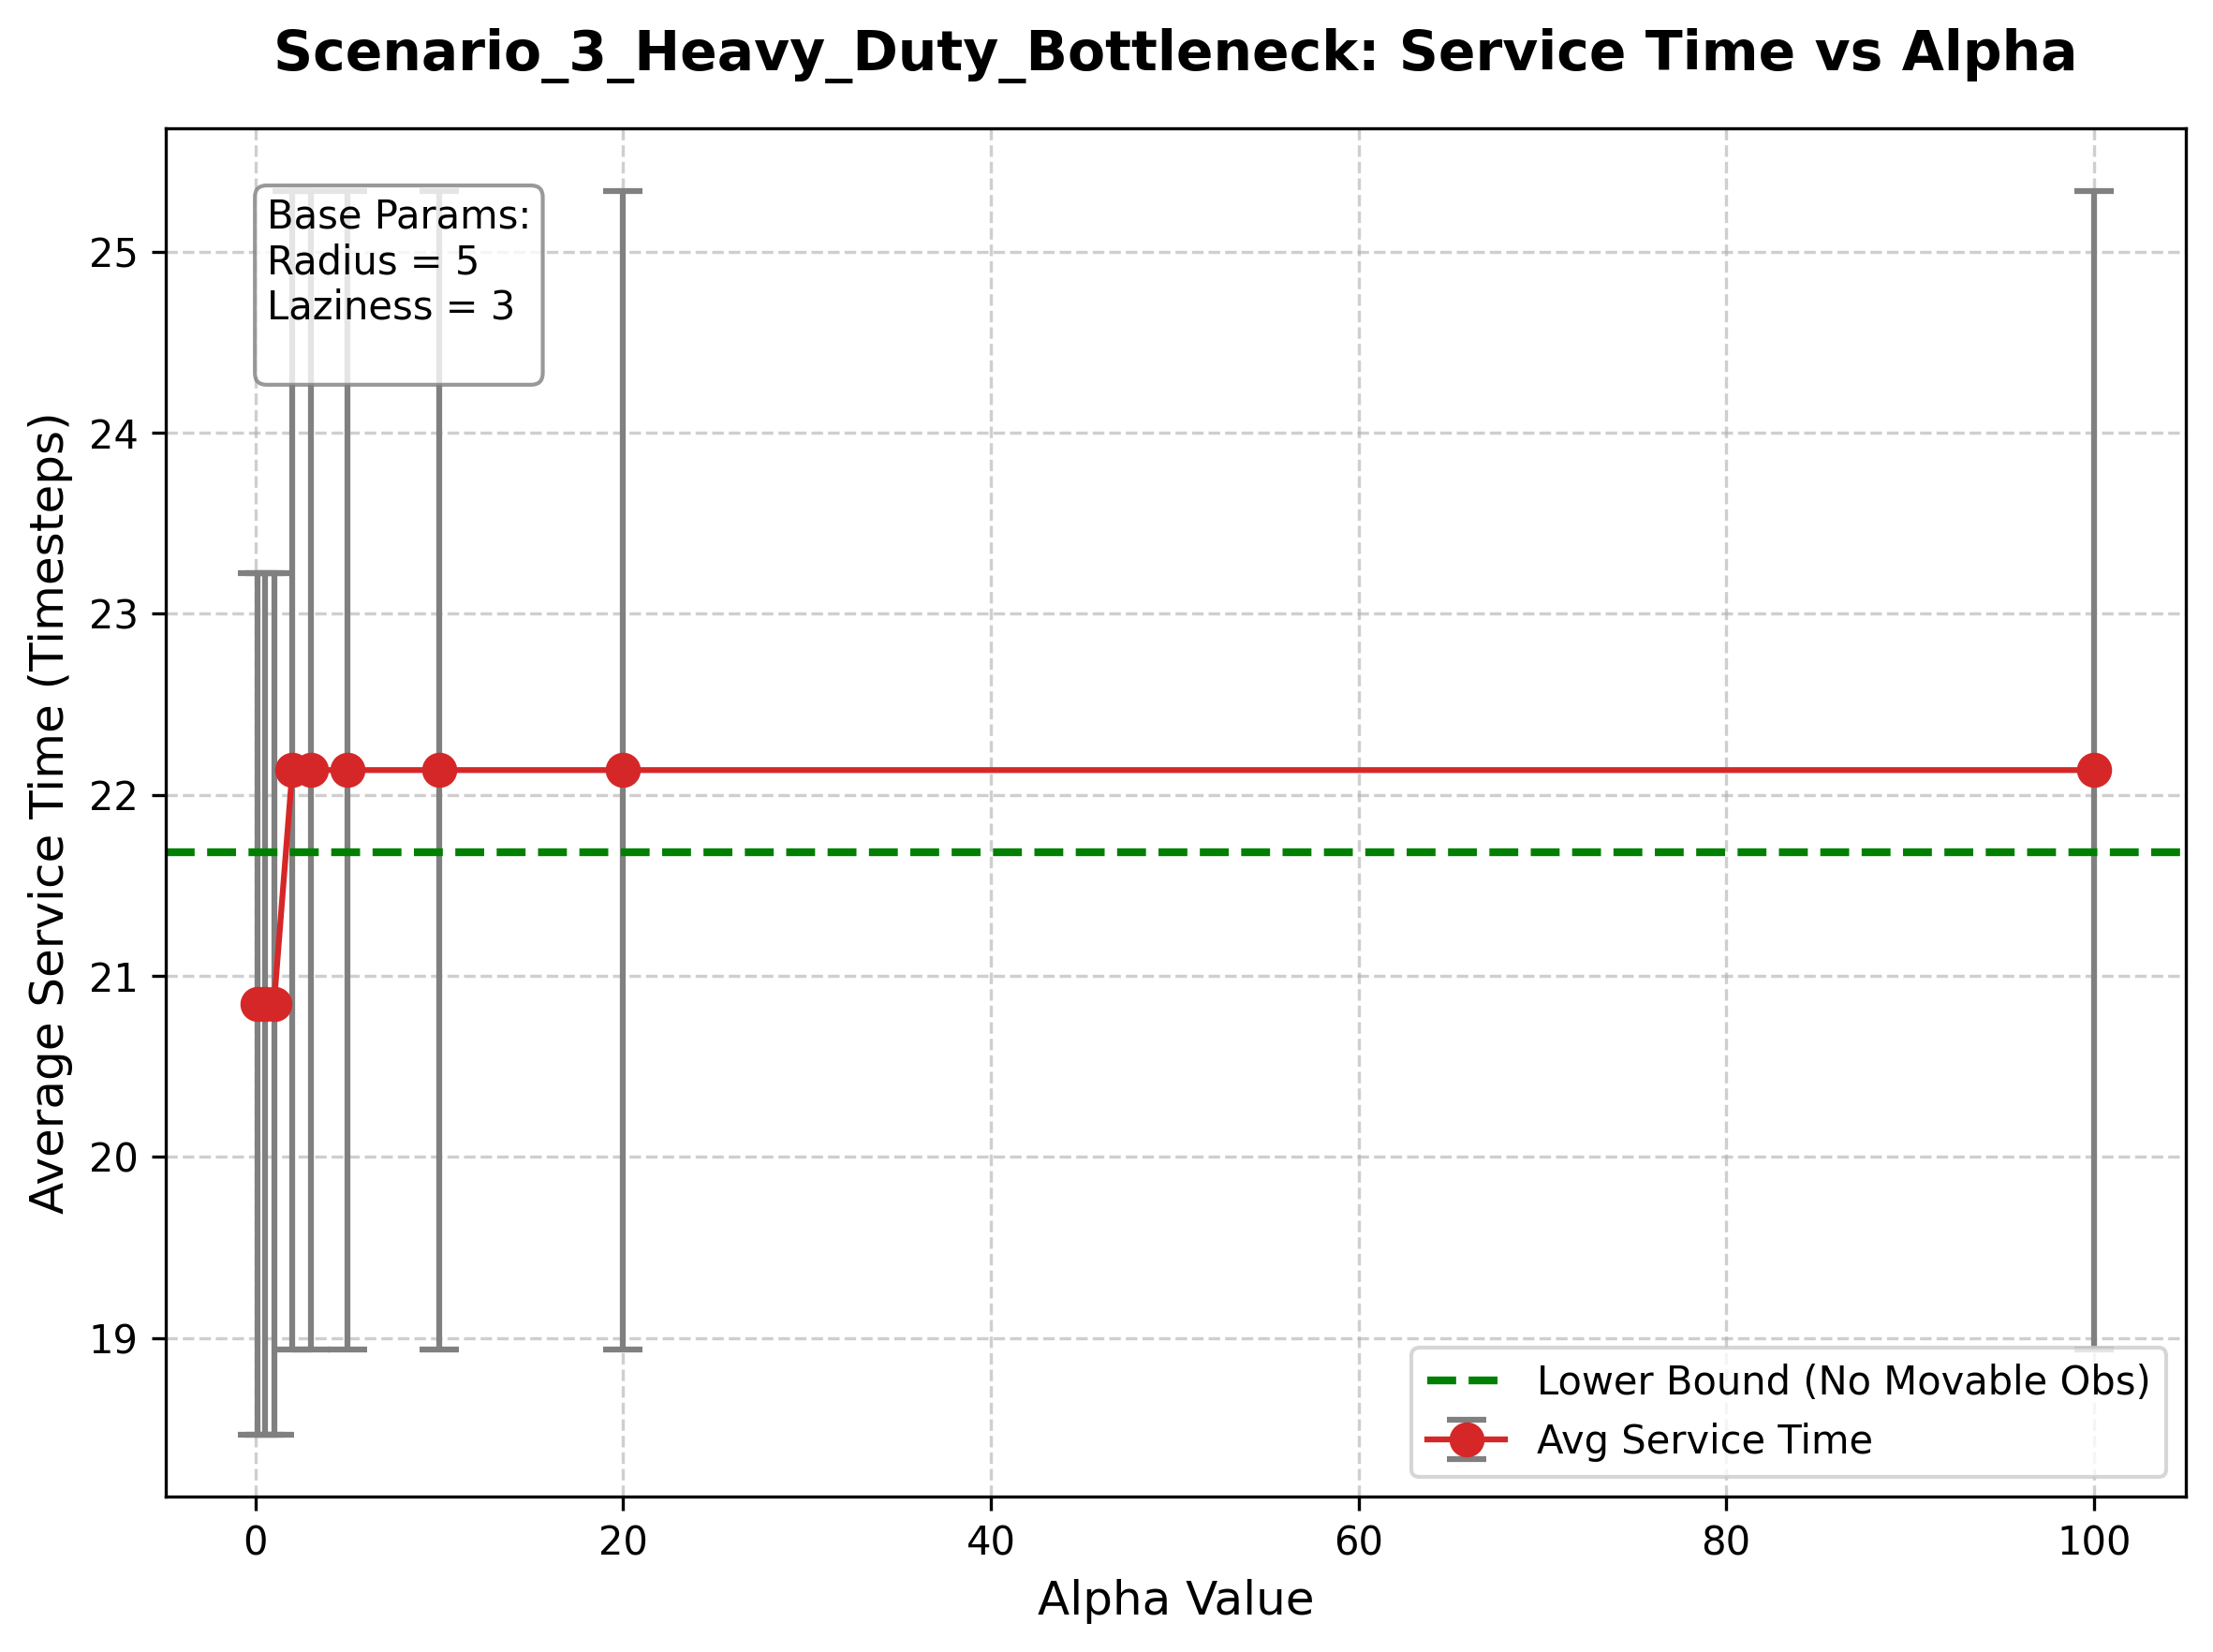 Scenario_3_Heavy_Duty_Bottleneck: Service Time vs Alpha
Base Params:
Radius = 5
Laziness = 3
25
24
23
22
21
20
19
Average Service Time (Timesteps)
Lower Bound (No Movable Obs)
Avg Service Time
0 20 40 60 80 100
Alpha Value